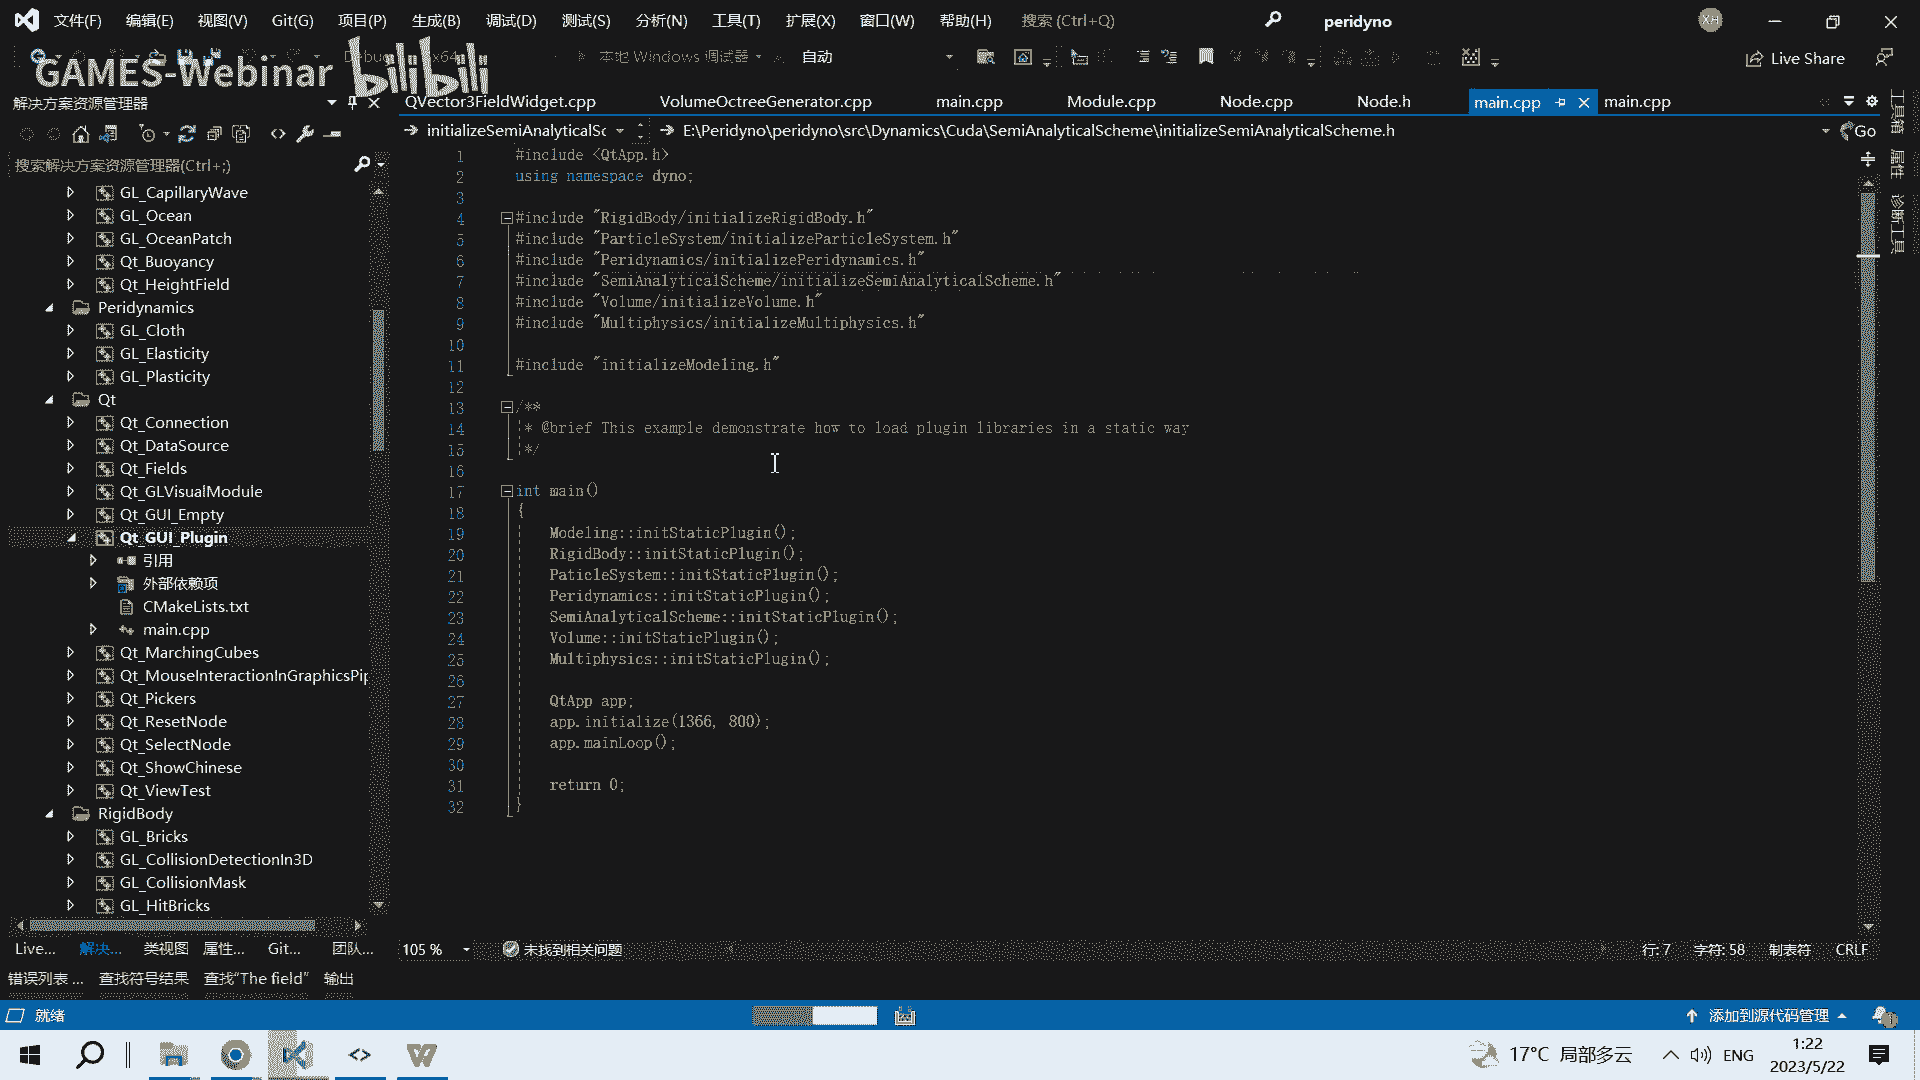 文件(F) 编辑(E) 视图(V) Git(G) 项目(P) 生成(B) 调试(D) 测试(S) 分析(N) 工具(T) 扩展(X) 窗口(W) 帮助(H) 搜索 (Ctrl+Q) peridyno XH
本地 Windows 调试器 自动 Live Share
GAMES-Webinar bilibili
解决方案资源管理器
QVector3FieldWidget.cpp VolumeOctreeGenerator.cpp main.cpp Module.cpp Node.cpp Node.h main.cpp main.cpp
initializeSemiAnalyticalSc E:\Peridyno\peridyno\src\Dynamics\Cuda\SemiAnalyticalScheme\initializeSemiAnalyticalScheme.h Go
搜索解决方案资源管理器(Ctrl+;)
GL_CapillaryWave
GL_Ocean
GL_OceanPatch
Qt_Buoyancy
Qt_HeightField
Peridynamics
GL_Cloth
GL_Elasticity
GL_Plasticity
Qt
Qt_Connection
Qt_DataSource
Qt_Fields
Qt_GLVisualModule
Qt_GUI_Empty
Qt_GUI_Plugin
引用
外部依赖项
CMakeLists.txt
main.cpp
Qt_MarchingCubes
Qt_MouseInteractionInGraphicsPip
Qt_Pickers
Qt_ResetNode
Qt_SelectNode
Qt_ShowChinese
Qt_ViewTest
RigidBody
GL_Bricks
GL_CollisionDetectionIn3D
GL_CollisionMask
GL_HitBricks
1 #include <QtApp.h>
2 using namespace dyno;
3
4 #include "RigidBody/initializeRigidBody.h"
5 #include "ParticleSystem/initializeParticleSystem.h"
6 #include "Peridynamics/initializePeridynamics.h"
7 #include "SemiAnalyticalScheme/initializeSemiAnalyticalScheme.h"
8 #include "Volume/initializeVolume.h"
9 #include "Multiphysics/initializeMultiphysics.h"
10
11 #include "initializeModeling.h"
12
13 /**
14 * @brief This example demonstrate how to load plugin libraries in a static way
15 */
16
17 int main()
18 {
19 Modeling::initStaticPlugin();
20 RigidBody::initStaticPlugin();
21 PaticleSystem::initStaticPlugin();
22 Peridynamics::initStaticPlugin();
23 SemiAnalyticalScheme::initStaticPlugin();
24 Volume::initStaticPlugin();
25 Multiphysics::initStaticPlugin();
26
27 QtApp app;
28 app.initialize(1366, 800);
29 app.mainLoop();
30
31 return 0;
32 }
工具箱
属性
诊断工具
Live... 解决... 类视图 属性... Git... 团队...
105 % 未找到相关问题 行: 7 字符: 58 制表符 CRLF
错误列表 ... 查找符号结果 查找"The field" 输出
就绪 添加到源代码管理 1
17°C 局部多云 ENG 1:22
2023/5/22